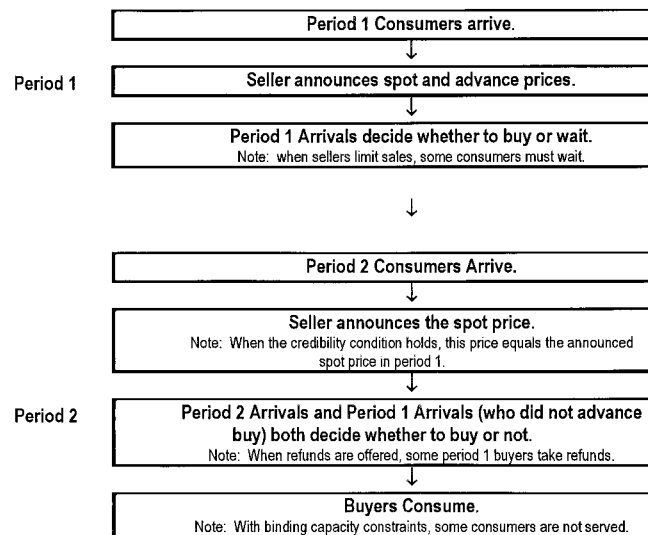 Period 1 Consumers arrive.
Period 1
Seller announces spot and advance prices.
Period 1 Arrivals decide whether to buy or wait.
Note: when sellers limit sales, some consumers must wait.
Period 2 Consumers Arrive.
Seller announces the spot price.
Note: When the credibility condition holds, this price equals the announced
spot price in period 1.
Period 2
Period 2 Arrivals and Period 1 Arrivals (who did not advance
buy) both decide whether to buy or not.
Note: When refunds are offered, some period 1 buyers take refunds.
Buyers Consume.
Note: With binding capacity constraints, some consumers are not served.